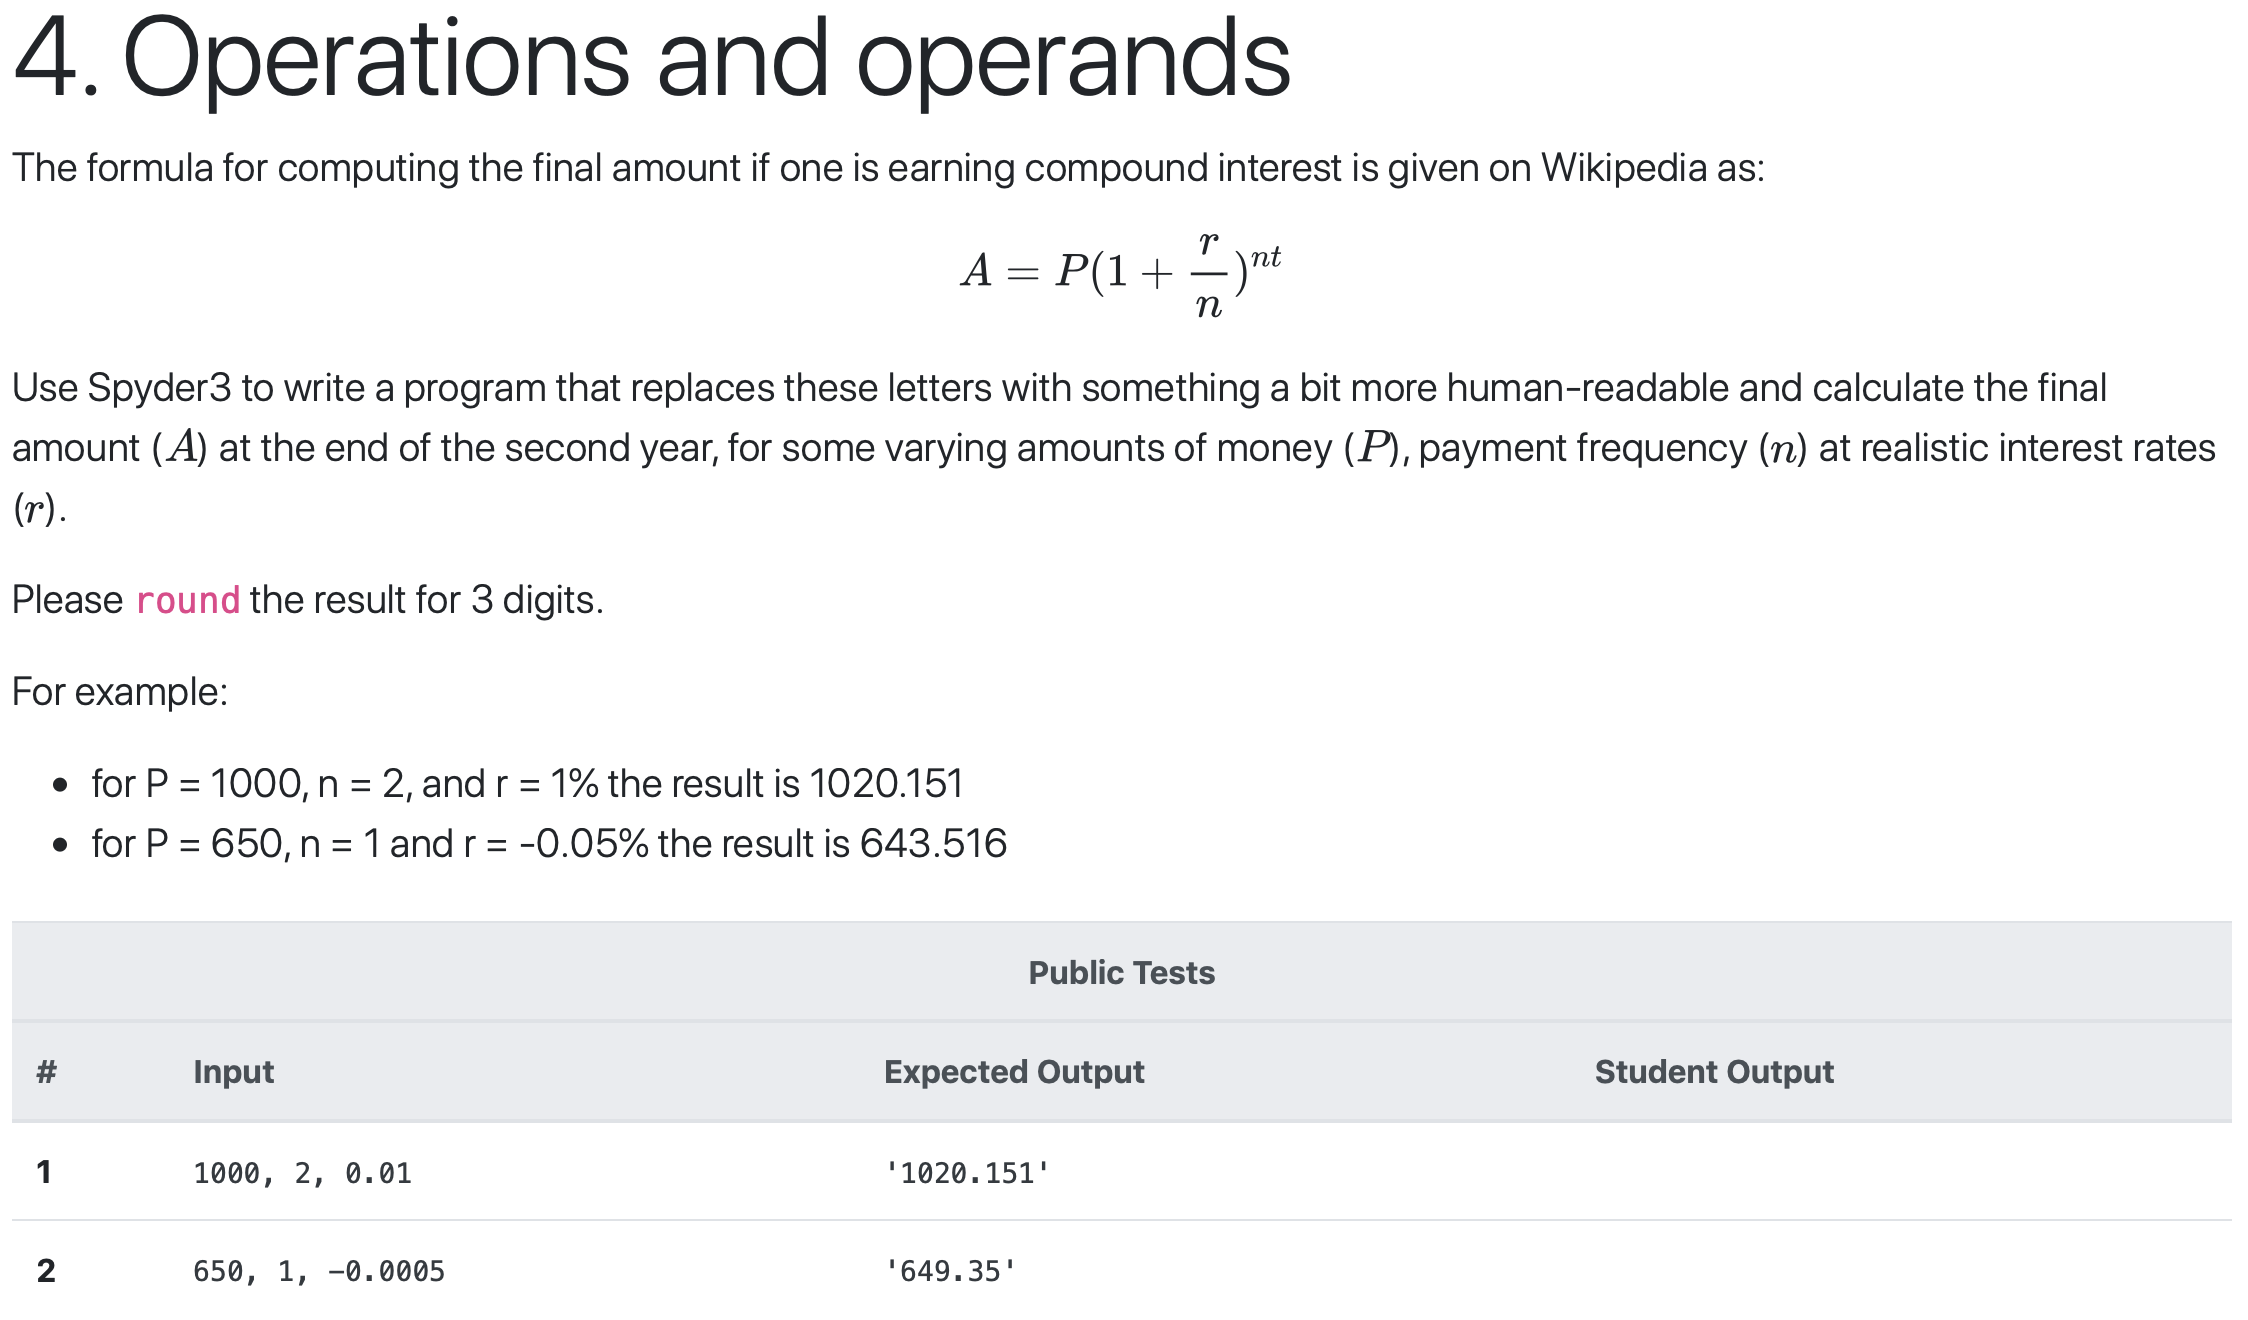 4. Operations and operands
The formula for computing the final amount if one is earning compound interest is given on Wikipedia as:
A = P(1 + r/n)^{nt}
Use Spyder3 to write a program that replaces these letters with something a bit more human-readable and calculate the final
amount (A) at the end of the second year, for some varying amounts of money (P), payment frequency (n) at realistic interest rates
(r).
Please round the result for 3 digits.
For example:
• for P = 1000, n = 2, and r = 1% the result is 1020.151
• for P = 650, n = 1 and r = -0.05% the result is 643.516
Public Tests
# Input Expected Output Student Output
1 1000, 2, 0.01 '1020.151'
2 650, 1, -0.0005 '649.35'